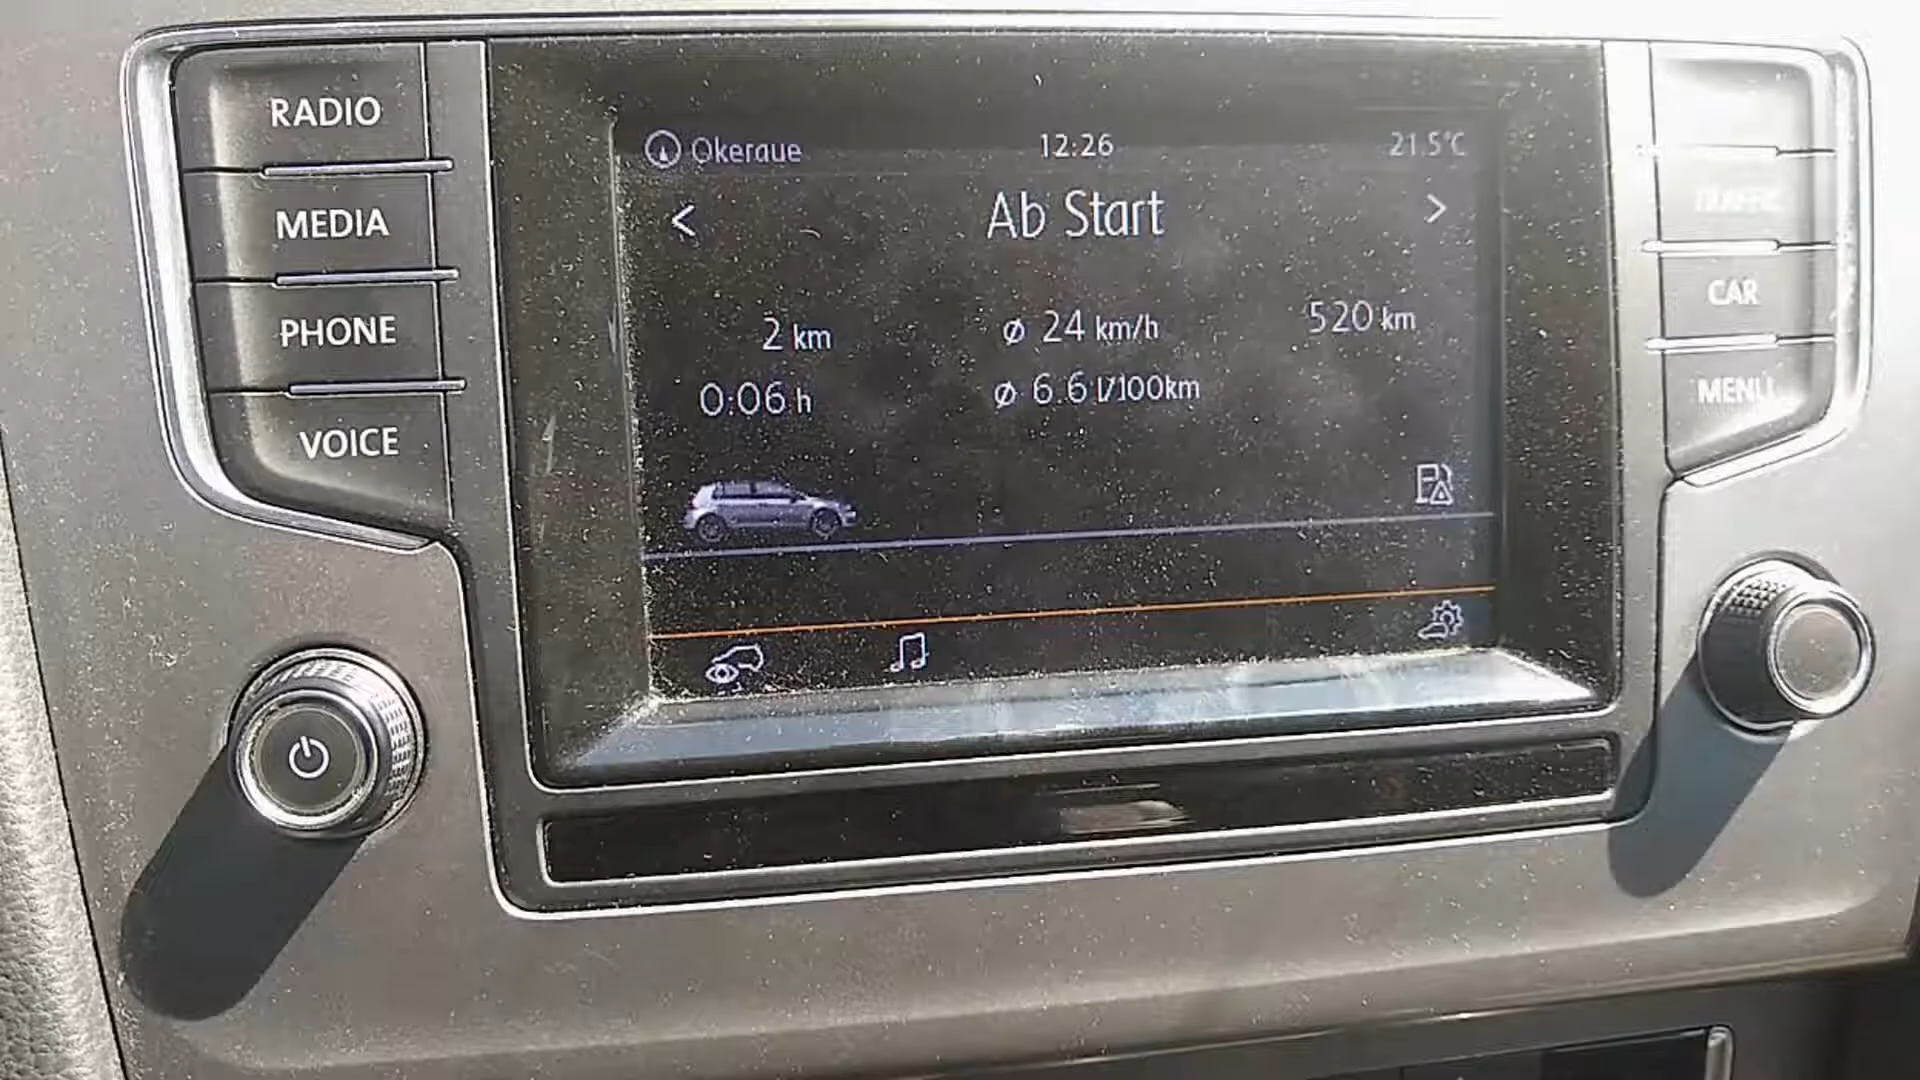 RADIO
MEDIA
PHONE
VOICE
Okeraue
12:26
21.5°C
<
Ab Start
>
2 km
ø 24 km/h
520 km
0:06 h
ø 6.6 l/100km
TRAFFIC
CAR
MENU